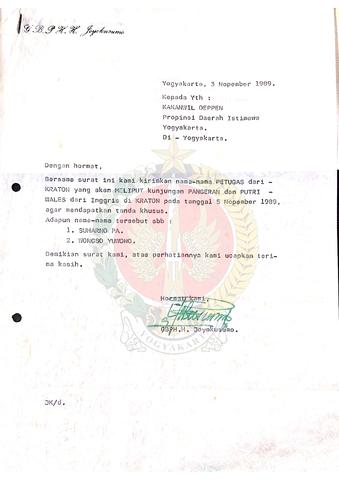 G.B.P.H.H. Joyokusumo
Yogyakarta, 3 Nopember 1989.
Kepada Yth :
KAKANWIL DEPPEN
Propinsi Daerah Istimewa
Yogyakarta.
Di - Yogyakarta.
Dengan hormat,
Bersama surat ini kami kirimkan nama-nama PETUGAS dari -
KRATON yang akan MELIPUT kunjungan PANGERAN dan PUTRI -
WALES dari Inggris di KRATON pada tanggal 5 Nopember 1989,
agar mendapatkan tanda khusus.
Adapun nama-nama tersebut sbb :
1. SUHARNO PA.
2. WONGSO YUWONO.
Demikian surat kami, atas perhatiannya kami ucapkan teri-
ma kasih.
Hormat kami,
GBPH.H. Joyokusumo.
YOGYAKARTA
JK/d.